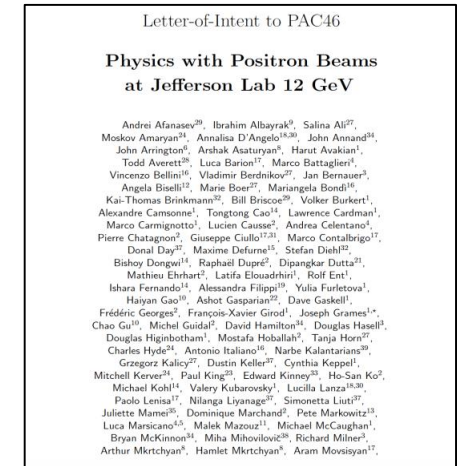 Letter-of-Intent to PAC46
Physics with Positron Beams
at Jefferson Lab 12 GeV
Andrei Afanasev²⁹, Ibrahim Albayrak⁹, Salina Ali²⁷,
Moskov Amaryan²⁴, Annalisa D'Angelo¹⁸,³⁰, John Annand³⁴,
John Arrington⁶, Arshak Asaturyan⁸, Harut Avakian¹,
Todd Averett²⁸, Luca Barion¹⁷, Marco Battaglieri⁴,
Vincenzo Bellini¹⁶, Vladimir Berdnikov²⁷, Jan Bernauer³,
Angela Biselli¹², Marie Boer²⁷, Mariangela Bondì¹⁶,
Kai-Thomas Brinkmann³², Bill Briscoe²⁹, Volker Burkert¹,
Alexandre Camsonne¹, Tongtong Cao¹⁴, Lawrence Cardman¹,
Marco Carmignotto¹, Lucien Causse², Andrea Celentano⁴,
Pierre Chatagnon², Giuseppe Ciullo¹⁷,³¹, Marco Contalbrigo¹⁷,
Donal Day³⁷, Maxime Defurne¹⁵, Stefan Diehl³²,
Bishoy Dongwi¹⁴, Raphaël Dupré², Dipangkar Dutta²¹,
Mathieu Ehrhart², Latifa Elouadrhiri¹, Rolf Ent¹,
Ishara Fernando¹⁴, Alessandra Filippi¹⁹, Yulia Furletova¹,
Haiyan Gao¹⁰, Ashot Gasparian²², Dave Gaskell¹,
Frédéric Georges², François-Xavier Girod¹, Joseph Grames¹,*,
Chao Gu¹⁰, Michel Guidal², David Hamilton³⁴, Douglas Hasell³,
Douglas Higinbotham¹, Mostafa Hoballah², Tanja Horn²⁷,
Charles Hyde²⁴, Antonio Italiano¹⁶, Narbe Kalantarians³⁹,
Grzegorz Kalicy²⁷, Dustin Keller³⁷, Cynthia Keppel¹,
Mitchell Kerver²⁴, Paul King²³, Edward Kinney³³, Ho-San Ko²,
Michael Kohl¹⁴, Valery Kubarovsky¹, Lucilla Lanza¹⁸,³⁰,
Paolo Lenisa¹⁷, Nilanga Liyanage³⁷, Simonetta Liuti³⁷,
Juliette Mamei³⁵, Dominique Marchand², Pete Markowitz¹³,
Luca Marsicano⁴,⁵, Malek Mazouz¹¹, Michael McCaughan¹,
Bryan McKinnon³⁴, Miha Mihovilovič³⁸, Richard Milner³,
Arthur Mkrtchyan⁸, Hamlet Mkrtchyan⁸, Aram Movsisyan¹⁷,